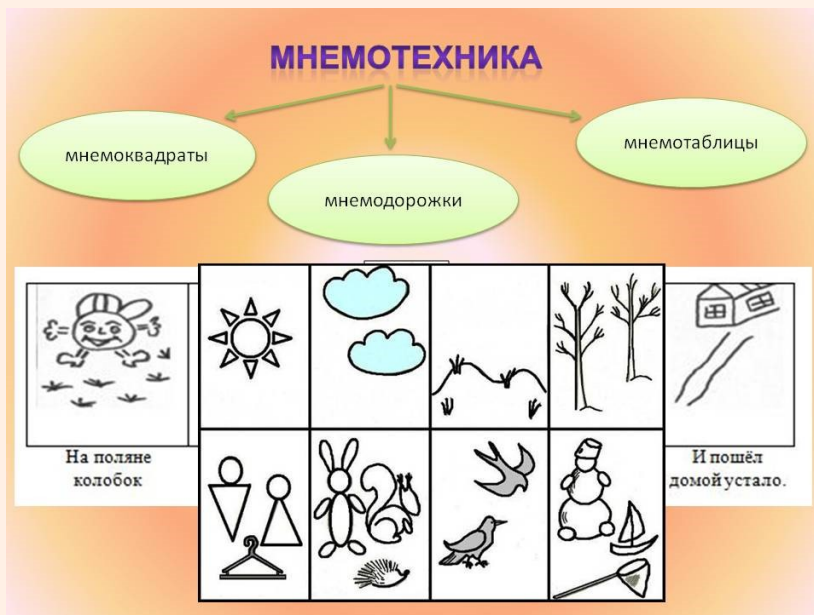 МНЕМОТЕХНИКА
мнемоквадраты
мнемодорожки
мнемотаблицы
На поляне
колобок
И пошёл
домой устало.